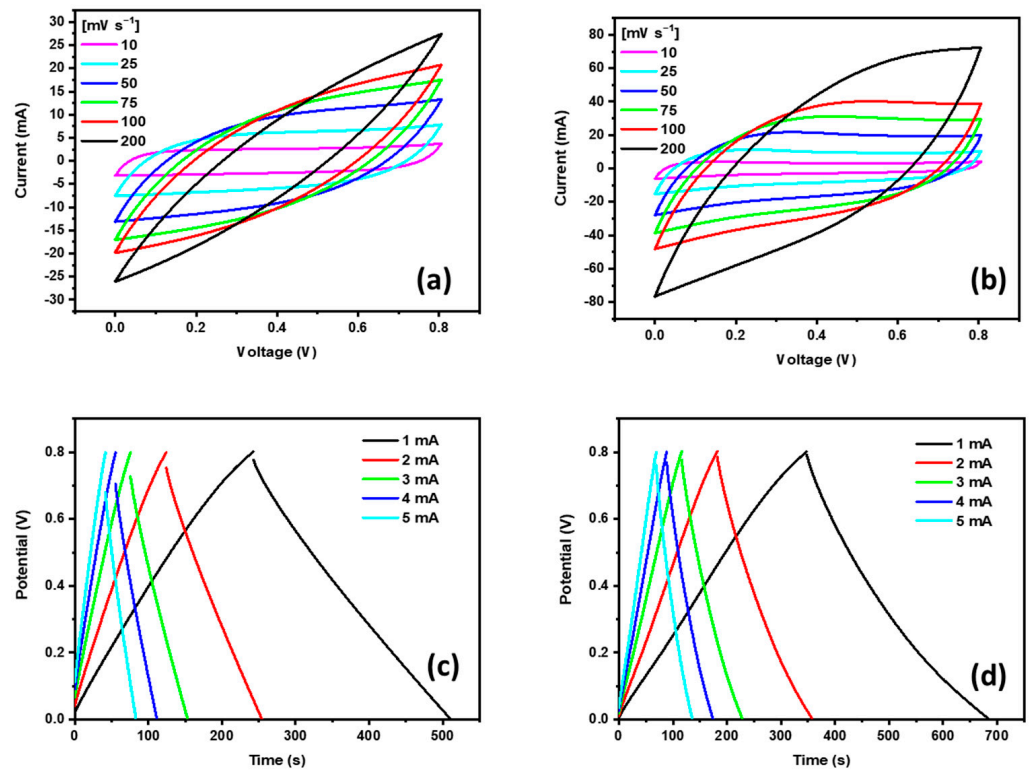 [mV s⁻¹]
10
25
50
75
100
200
30
25
20
15
10
5
0
-5
-10
-15
-20
-25
-30
0.0 0.2 0.4 0.6 0.8
Current (mA)
Voltage (V)
(a)
[mV s⁻¹]
10
25
50
75
100
200
80
60
40
20
0
-20
-40
-60
-80
0.0 0.2 0.4 0.6 0.8
Current (mA)
Voltage (V)
(b)
1 mA
2 mA
3 mA
4 mA
5 mA
0.8
0.6
0.4
0.2
0.0
0 100 200 300 400 500
Potential (V)
Time (s)
(c)
1 mA
2 mA
3 mA
4 mA
5 mA
0.8
0.6
0.4
0.2
0.0
0 100 200 300 400 500 600 700
Potential (V)
Time (s)
(d)